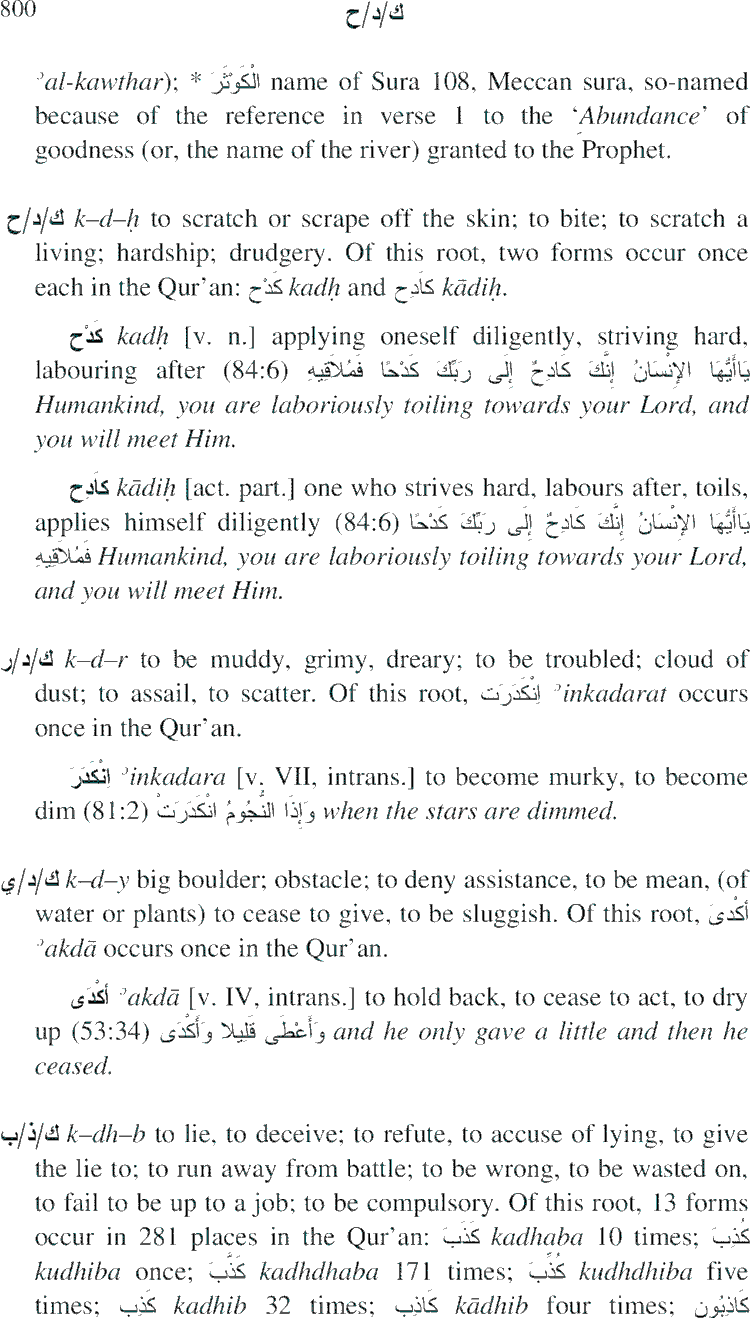 800 ك/د/ح
ʾal-kawthar); * الْكَوثَرَ name of Sura 108, Meccan sura, so-named
because of the reference in verse 1 to the ‘Abundance’ of
goodness (or, the name of the river) granted to the Prophet.
ك/د/ح k–d–ḥ to scratch or scrape off the skin; to bite; to scratch a
living; hardship; drudgery. Of this root, two forms occur once
each in the Qur’an: كَدْح kadḥ and كَادِح kādiḥ.
كَدْح kadḥ [v. n.] applying oneself diligently, striving hard,
labouring after (84:6) يَاأَيُّهَا الإِنْسَانُ إِنَّكَ كَادِحٌ إِلَى رَبِّكَ كَدْحًا فَمُلاَقِيهِ
Humankind, you are laboriously toiling towards your Lord, and
you will meet Him.
كَادِح kādiḥ [act. part.] one who strives hard, labours after, toils,
applies himself diligently (84:6) يَاأَيُّهَا الإِنْسَانُ إِنَّكَ كَادِحٌ إِلَى رَبِّكَ كَدْحًا
فَمُلاَقِيهِ Humankind, you are laboriously toiling towards your Lord,
and you will meet Him.
ك/د/ر k–d–r to be muddy, grimy, dreary; to be troubled; cloud of
dust; to assail, to scatter. Of this root, اِنْكَدَرَت ʾinkadarat occurs
once in the Qur’an.
اِنْكَدَرَ ʾinkadara [v. VII, intrans.] to become murky, to become
dim (81:2) وَإِذَا النُّجُومُ انْكَدَرَتْ when the stars are dimmed.
ك/د/ي k–d–y big boulder; obstacle; to deny assistance, to be mean, (of
water or plants) to cease to give, to be sluggish. Of this root, أَكْدىَ
ʾakdā occurs once in the Qur’an.
أَكْدَى ʾakdā [v. IV, intrans.] to hold back, to cease to act, to dry
up (53:34) وَأَعْطَى قَلِيلا وَأَكْدَى and he only gave a little and then he
ceased.
ك/ذ/ب k–dh–b to lie, to deceive; to refute, to accuse of lying, to give
the lie to; to run away from battle; to be wrong, to be wasted on,
to fail to be up to a job; to be compulsory. Of this root, 13 forms
occur in 281 places in the Qur’an: كَذَبَ kadhaba 10 times; كُذِبَ
kudhiba once; كَذَّبَ kadhdhaba 171 times; كُذِّبَ kudhdhiba five
times; كَذِب kadhib 32 times; كَاذِب kādhib four times; كَاذِبُون